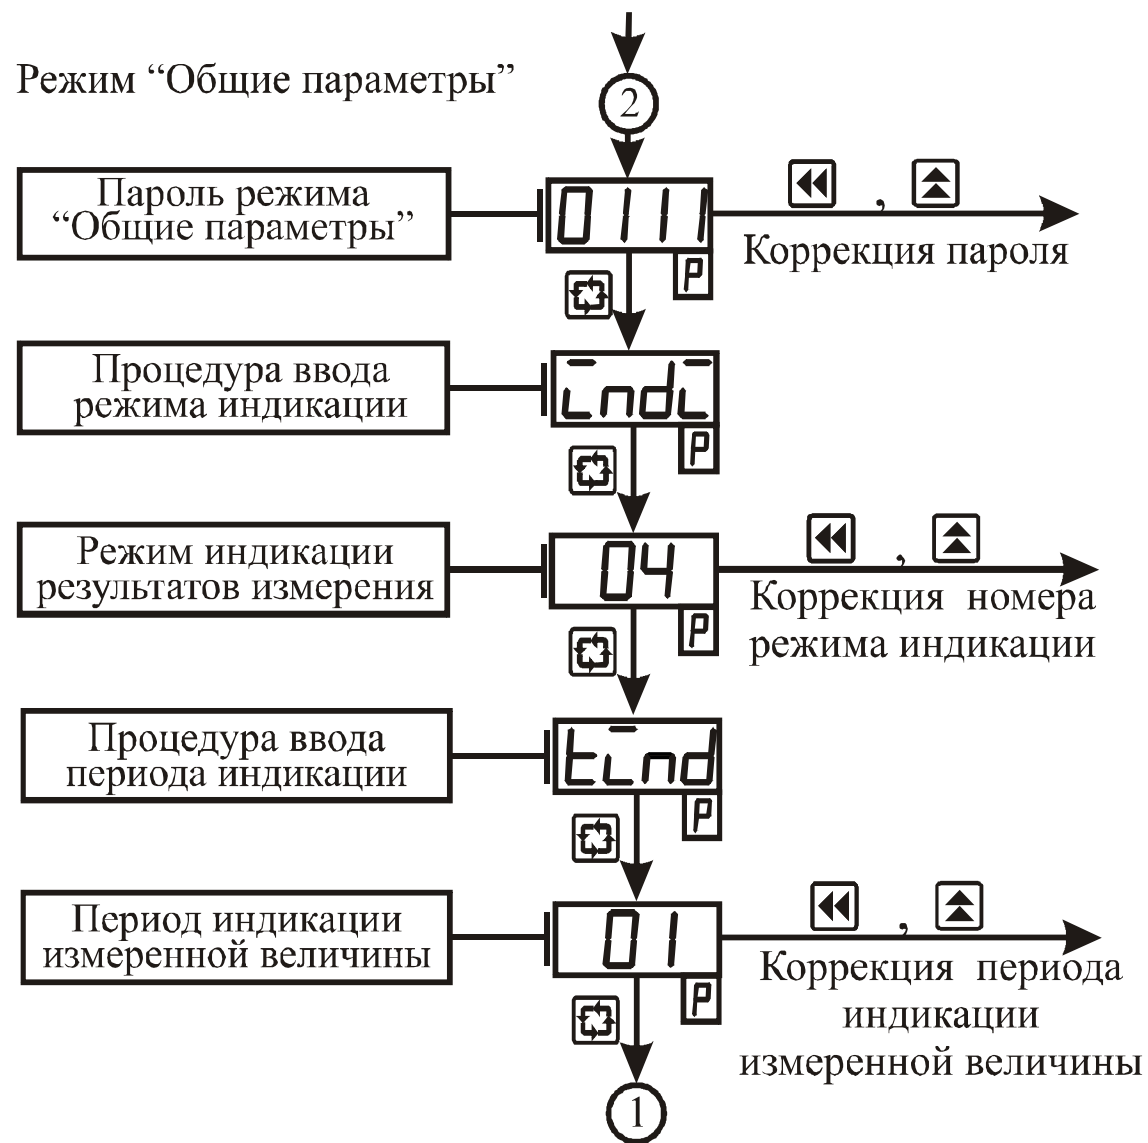 Режим “Общие параметры”
2
Пароль режима
“Общие параметры”
0111
P
,
Коррекция пароля
Процедура ввода
режима индикации
indi
P
Режим индикации
результатов измерения
04
P
,
Коррекция номера
режима индикации
Процедура ввода
периода индикации
tind
P
Период индикации
измеренной величины
01
P
,
Коррекция периода
индикации
измеренной величины
1